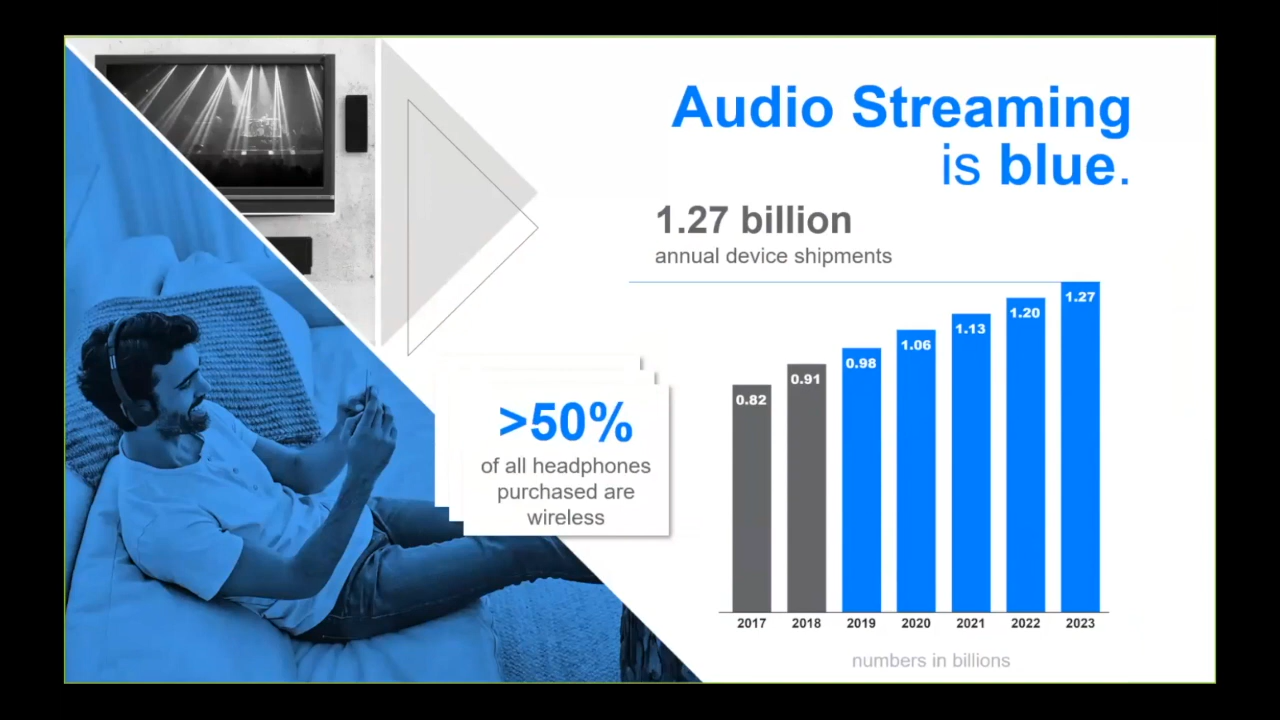 Audio Streaming
is blue.
1.27 billion
annual device shipments
>50%
of all headphones
purchased are
wireless
0.82
0.91
0.98
1.06
1.13
1.20
1.27
2017 2018 2019 2020 2021 2022 2023
numbers in billions